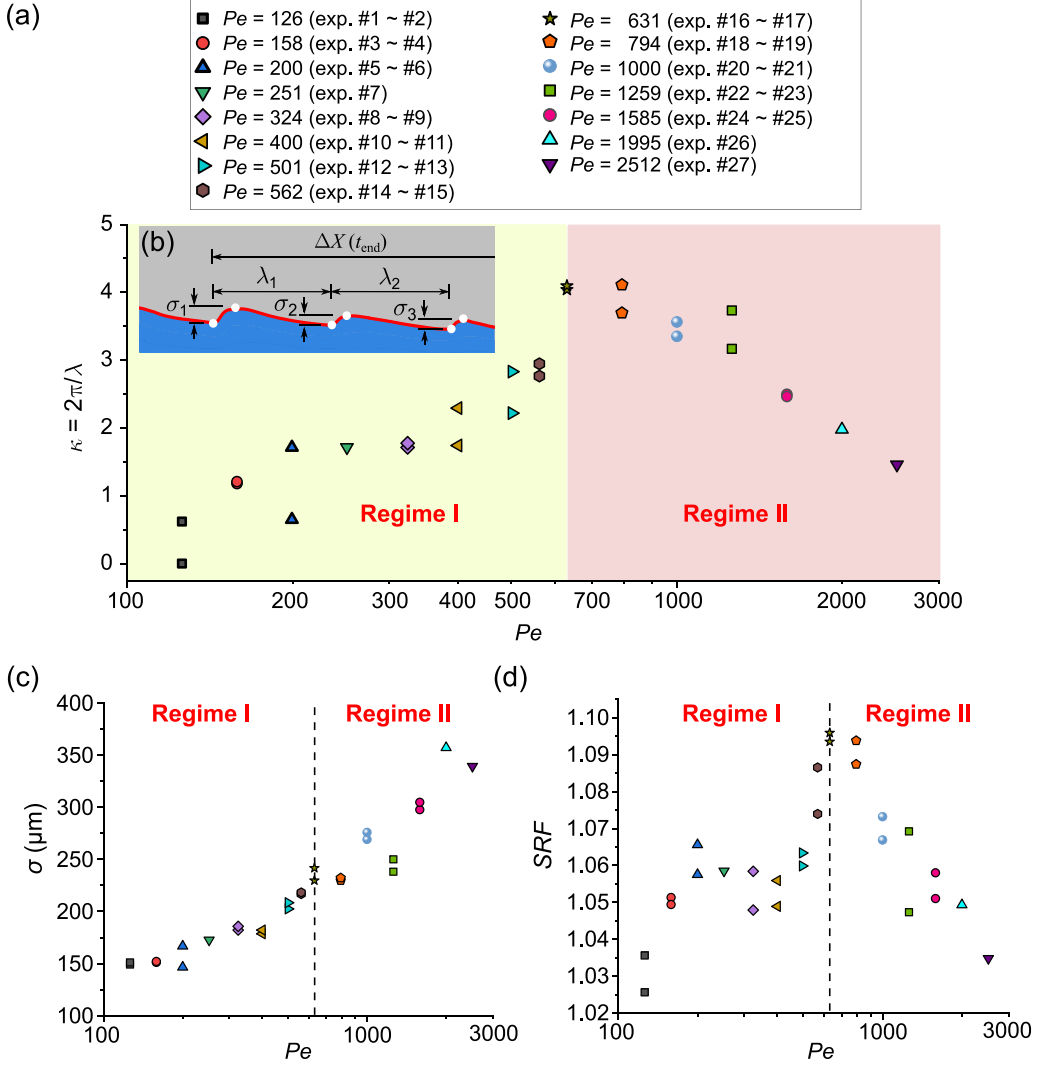 (a)
Pe = 126 (exp. #1 ~ #2)
Pe = 158 (exp. #3 ~ #4)
Pe = 200 (exp. #5 ~ #6)
Pe = 251 (exp. #7)
Pe = 324 (exp. #8 ~ #9)
Pe = 400 (exp. #10 ~ #11)
Pe = 501 (exp. #12 ~ #13)
Pe = 562 (exp. #14 ~ #15)
Pe = 631 (exp. #16 ~ #17)
Pe = 794 (exp. #18 ~ #19)
Pe = 1000 (exp. #20 ~ #21)
Pe = 1259 (exp. #22 ~ #23)
Pe = 1585 (exp. #24 ~ #25)
Pe = 1995 (exp. #26)
Pe = 2512 (exp. #27)
(b)
ΔX (t_end)
λ₁ λ₂
σ₁ σ₂ σ₃
κ = 2π/λ
5
4
3
2
1
0
Regime I Regime II
100 200 300 400 500 700 1000 2000 3000
Pe
(c)
Regime I Regime II
σ (µm)
400
350
300
250
200
150
100
100 1000 3000
Pe
(d)
Regime I Regime II
SRF
1.10
1.09
1.08
1.07
1.06
1.05
1.04
1.03
1.02
100 1000 3000
Pe